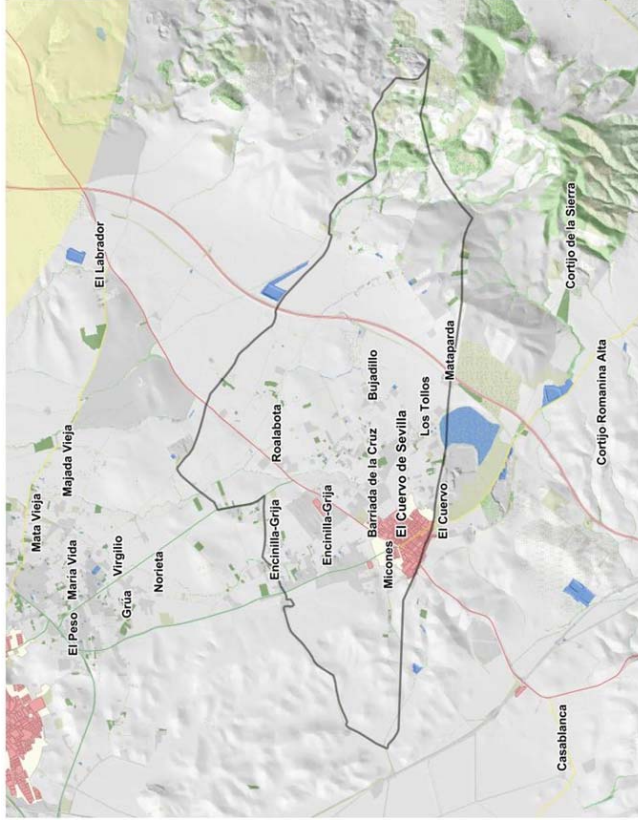 Mata Vieja
Majada Vieja
El Labrador
El Peso
María Vida
Virgilio
Grúa
Norieta
Encinilla-Grija
Roalabota
Encinilla-Grija
Micones
Barriada de la Cruz
Bujadillo
El Cuervo de Sevilla
Los Tollos
El Cuervo
Mataparda
Casablanca
Cortijo Romanina Alta
Cortijo de la Sierra